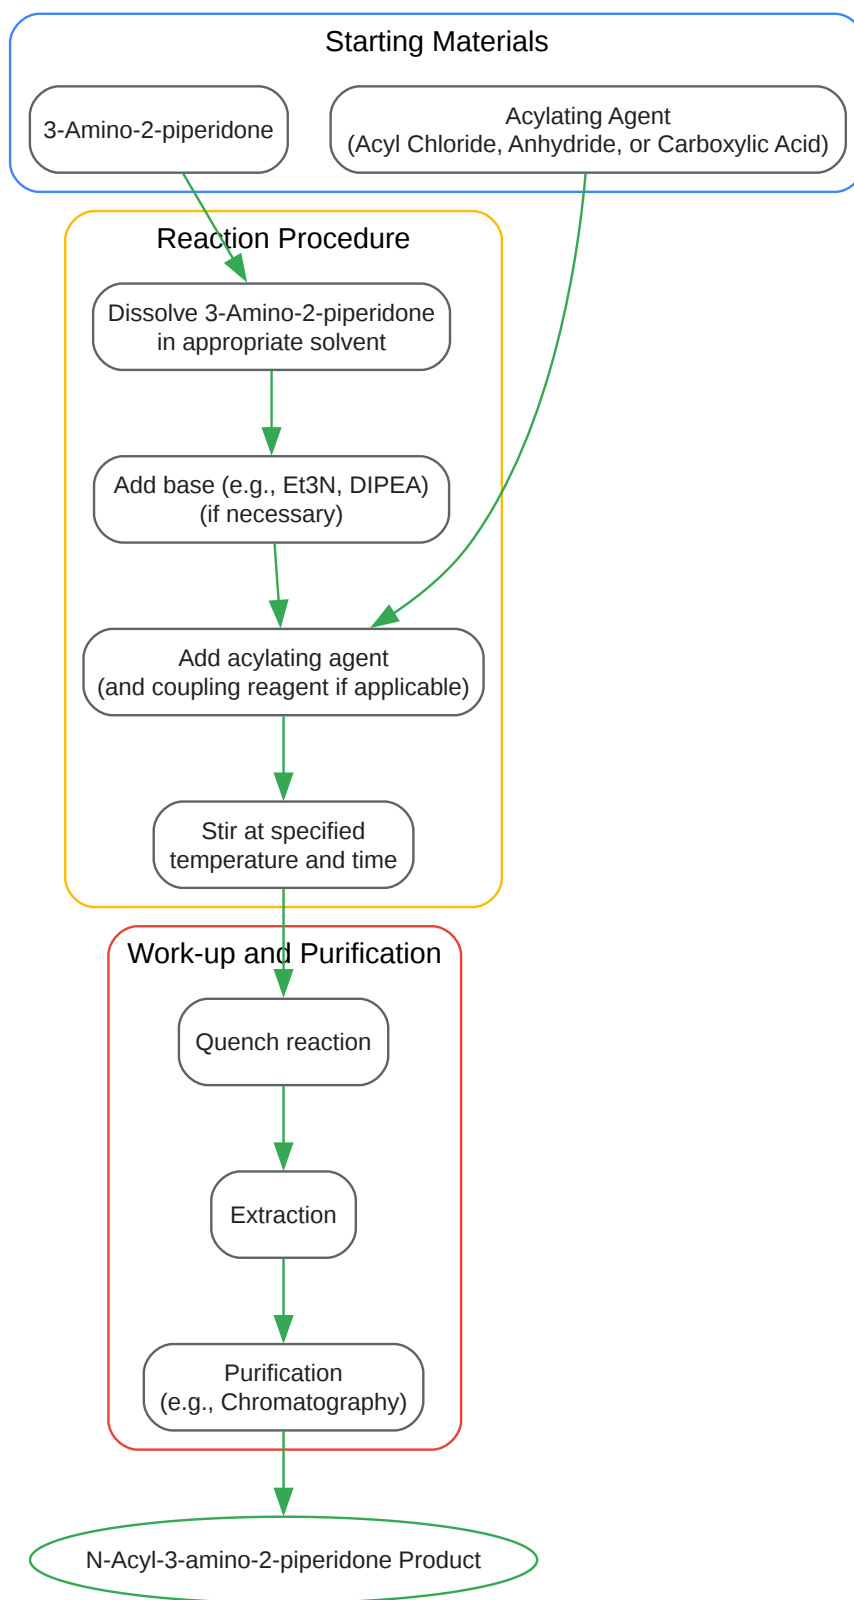 Starting Materials
3-Amino-2-piperidone
Acylating Agent
(Acyl Chloride, Anhydride, or Carboxylic Acid)
Reaction Procedure
Dissolve 3-Amino-2-piperidone
in appropriate solvent
Add base (e.g., Et3N, DIPEA)
(if necessary)
Add acylating agent
(and coupling reagent if applicable)
Stir at specified
temperature and time
Work-up and Purification
Quench reaction
Extraction
Purification
(e.g., Chromatography)
N-Acyl-3-amino-2-piperidone Product